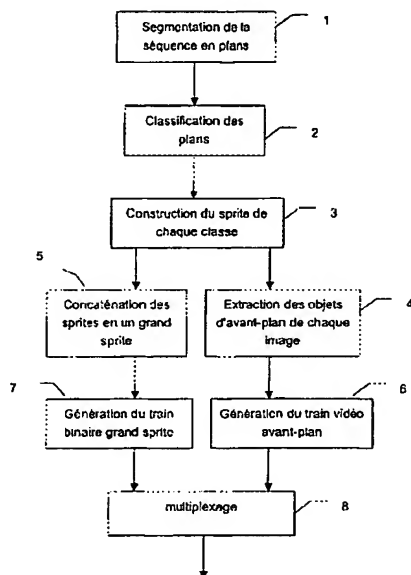 Segmentation de la
séquence en plans
1
Classification des
plans
2
Construction du sprite de
chaque classe
3
5
Concaténation des
sprites en un grand
sprite
Extraction des objets
d'avant-plan de chaque
image
4
7
Génération du train
binaire grand sprite
6
Génération du train vidéo
avant-plan
multiplexage
8